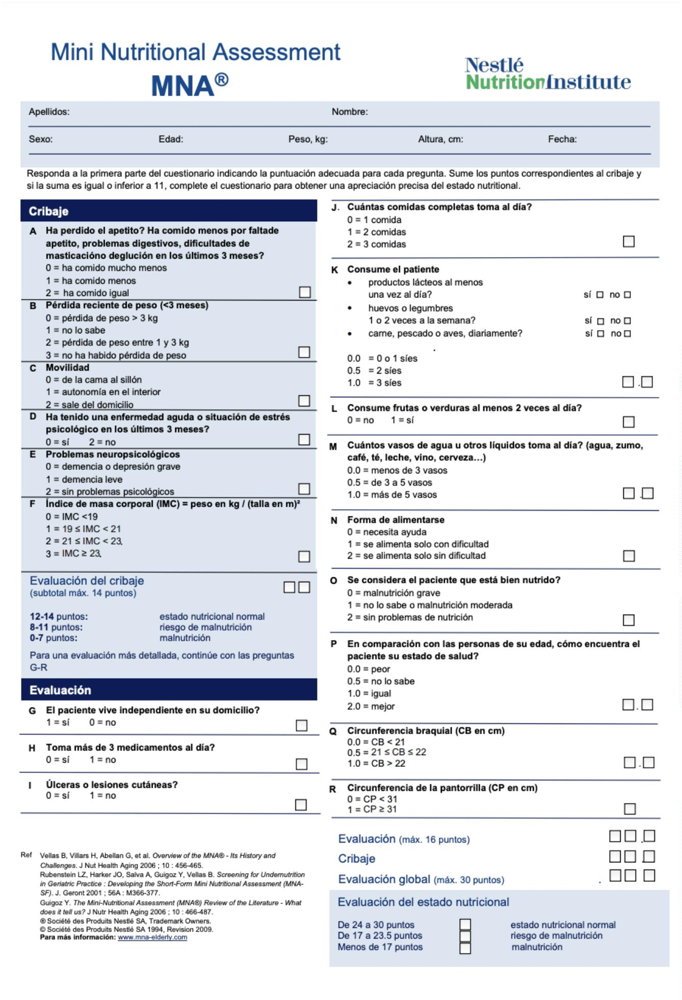 Mini Nutritional Assessment
MNA®
Nestlé
NutritionInstitute
Apellidos: Nombre:
Sexo: Edad: Peso, kg: Altura, cm: Fecha:
Responda a la primera parte del cuestionario indicando la puntuación adecuada para cada pregunta. Sume los puntos correspondientes al cribaje y
si la suma es igual o inferior a 11, complete el cuestionario para obtener una apreciación precisa del estado nutritional.
Cribaje
A Ha perdido el apetito? Ha comido menos por faltade
apetito, problemas digestivos, dificultades de
masticacióno deglución en los últimos 3 meses?
0 = ha comido mucho menos
1 = ha comido menos
2 = ha comido igual
B Pérdida reciente de peso (<3 meses)
0 = pérdida de peso > 3 kg
1 = no lo sabe
2 = pérdida de peso entre 1 y 3 kg
3 = no ha habido pérdida de peso
C Movilidad
0 = de la cama al sillón
1 = autonomía en el interior
2 = sale del domicilio
D Ha tenido una enfermedad aguda o situación de estrés
psicológico en los últimos 3 meses?
0 = sí 2 = no
E Problemas neuropsicológicos
0 = demencia o depresión grave
1 = demencia leve
2 = sin problemas psicológicos
F Índice de masa corporal (IMC) = peso en kg / (talla en m)²
0 = IMC <19
1 = 19 ≤ IMC < 21
2 = 21 ≤ IMC < 23.
3 = IMC ≥ 23.
Evaluación del cribaje
(subtotal máx. 14 puntos)
12-14 puntos: estado nutricional normal
8-11 puntos: riesgo de malnutrición
0-7 puntos: malnutrición
Para una evaluación más detallada, continúe con las preguntas
G-R
Evaluación
G El paciente vive independiente en su domicilio?
1 = sí 0 = no
H Toma más de 3 medicamentos al día?
0 = sí 1 = no
I Úlceras o lesiones cutáneas?
0 = sí 1 = no
J. Cuántas comidas completas toma al día?
0 = 1 comida
1 = 2 comidas
2 = 3 comidas
K Consume el patiente
• productos lácteos al menos
una vez al día? sí no
• huevos o legumbres
1 o 2 veces a la semana? sí no
• carne, pescado o aves, diariamente? sí no
0.0 = 0 o 1 síes
0.5 = 2 síes
1.0 = 3 síes
L Consume frutas o verduras al menos 2 veces al día?
0 = no 1 = sí
M Cuántos vasos de agua u otros líquidos toma al día? (agua, zumo,
café, té, leche, vino, cerveza...)
0.0 = menos de 3 vasos
0.5 = de 3 a 5 vasos
1.0 = más de 5 vasos
N Forma de alimentarse
0 = necesita ayuda
1 = se alimenta solo con dificultad
2 = se alimenta solo sin dificultad
O Se considera el paciente que está bien nutrido?
0 = malnutrición grave
1 = no lo sabe o malnutrición moderada
2 = sin problemas de nutrición
P En comparación con las personas de su edad, cómo encuentra el
paciente su estado de salud?
0.0 = peor
0.5 = no lo sabe
1.0 = igual
2.0 = mejor
Q Circunferencia braquial (CB en cm)
0.0 = CB < 21
0.5 = 21 ≤ CB ≤ 22
1.0 = CB > 22
R Circunferencia de la pantorrilla (CP en cm)
0 = CP < 31
1 = CP ≥ 31
Evaluación (máx. 16 puntos)
Cribaje
Evaluación global (máx. 30 puntos)
Evaluación del estado nutricional
De 24 a 30 puntos estado nutricional normal
De 17 a 23.5 puntos riesgo de malnutrición
Menos de 17 puntos malnutrición
Ref Vellas B, Villars H, Abellan G, et al. Overview of the MNA® - Its History and
Challenges. J Nut Health Aging 2006 ; 10 : 456-465.
Rubenstein LZ, Harker JO, Salva A, Guigoz Y, Vellas B. Screening for Undernutrition
in Geriatric Practice : Developing the Short-Form Mini Nutritional Assessment (MNA-
SF). J. Geront 2001 ; 56A : M366-377.
Guigoz Y. The Mini-Nutritional Assessment (MNA®) Review of the Literature - What
does it tell us? J Nutr Health Aging 2006 ; 10 : 466-487.
® Société des Produits Nestlé SA, Trademark Owners.
© Société des Produits Nestlé SA 1994, Revision 2009.
Para más información: www.mna-elderly.com